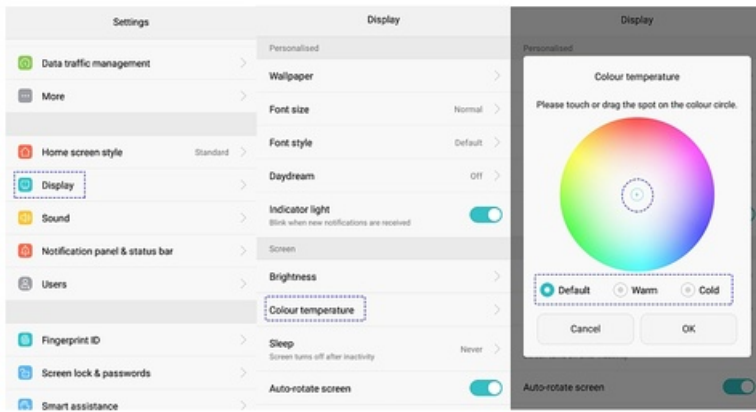 Settings
Data traffic management
More
Home screen style Standard
Display
Sound
Notification panel & status bar
Users
Fingerprint ID
Screen lock & passwords
Smart assistance
Display
Personalised
Wallpaper
Font size Normal
Font style Default
Daydream Off
Indicator light
Blink when new notifications are received
Screen
Brightness
Colour temperature
Sleep Never
Screen turns off after inactivity
Auto-rotate screen
Display
Personalised
Colour temperature
Please touch or drag the spot on the colour circle.
Default Warm Cold
Cancel OK
Auto-rotate screen